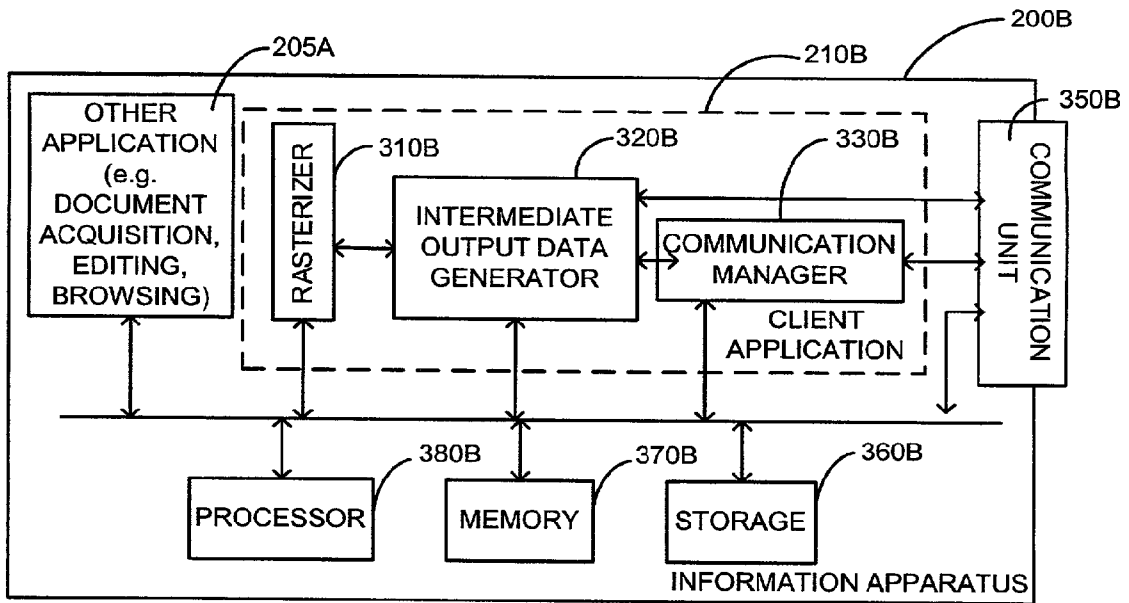 200B
205A
210B
350B
OTHER
APPLICATION
(e.g.
DOCUMENT
ACQUISITION,
EDITING,
BROWSING)
RASTERIZER
310B
320B
INTERMEDIATE
OUTPUT DATA
GENERATOR
330B
COMMUNICATION
MANAGER
CLIENT
APPLICATION
COMMUNICATION
UNIT
380B
PROCESSOR
370B
MEMORY
360B
STORAGE
INFORMATION APPARATUS